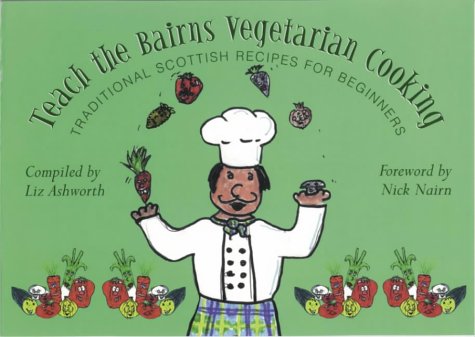 Teach the Bairns Vegetarian Cooking
TRADITIONAL SCOTTISH RECIPES FOR BEGINNERS
Compiled by
Liz Ashworth
Foreword by
Nick Nairn